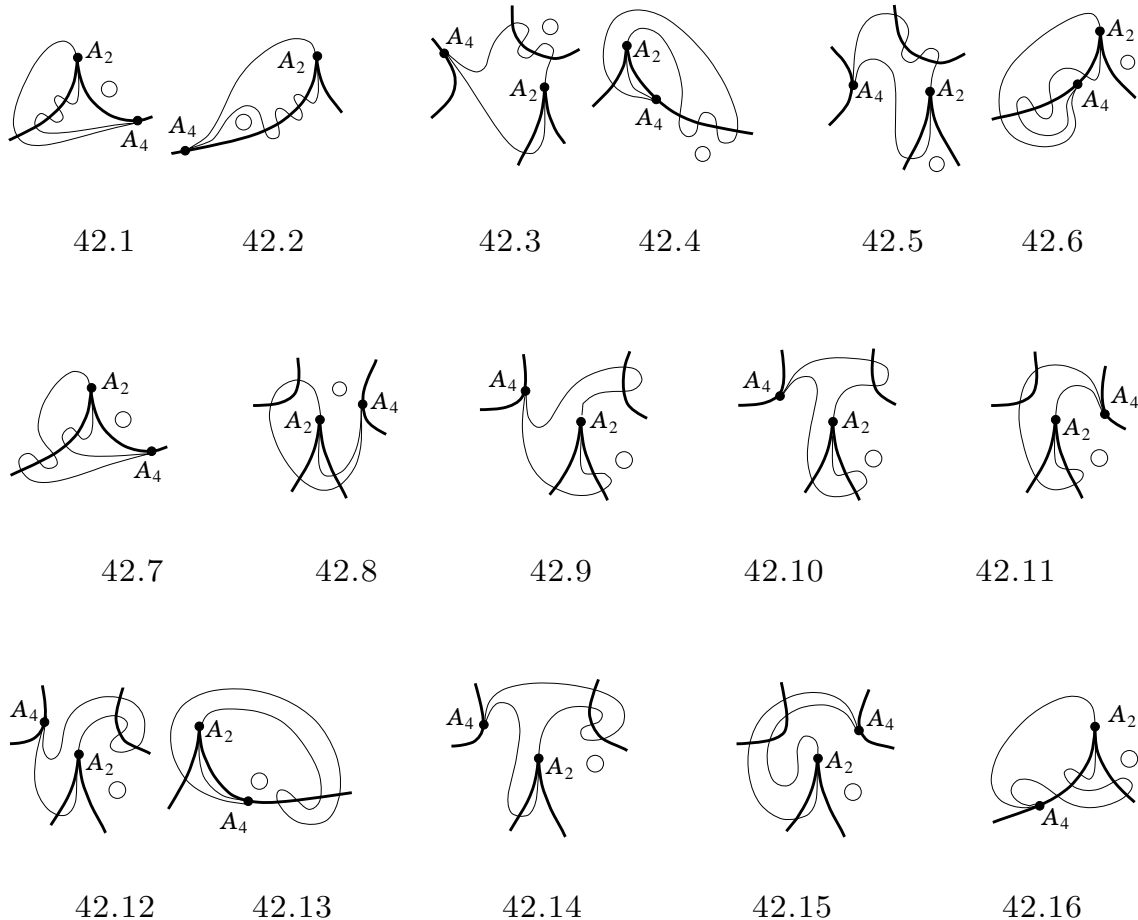 A₂ A₄ A₂ A₄ A₄ A₂ A₂ A₄ A₄ A₂ A₂ A₄
42.1 42.2 42.3 42.4 42.5 42.6
A₂ A₄ A₂ A₄ A₄ A₂ A₄ A₂ A₂ A₄
42.7 42.8 42.9 42.10 42.11
A₄ A₂ A₂ A₄ A₄ A₂ A₄ A₂ A₂ A₄
42.12 42.13 42.14 42.15 42.16